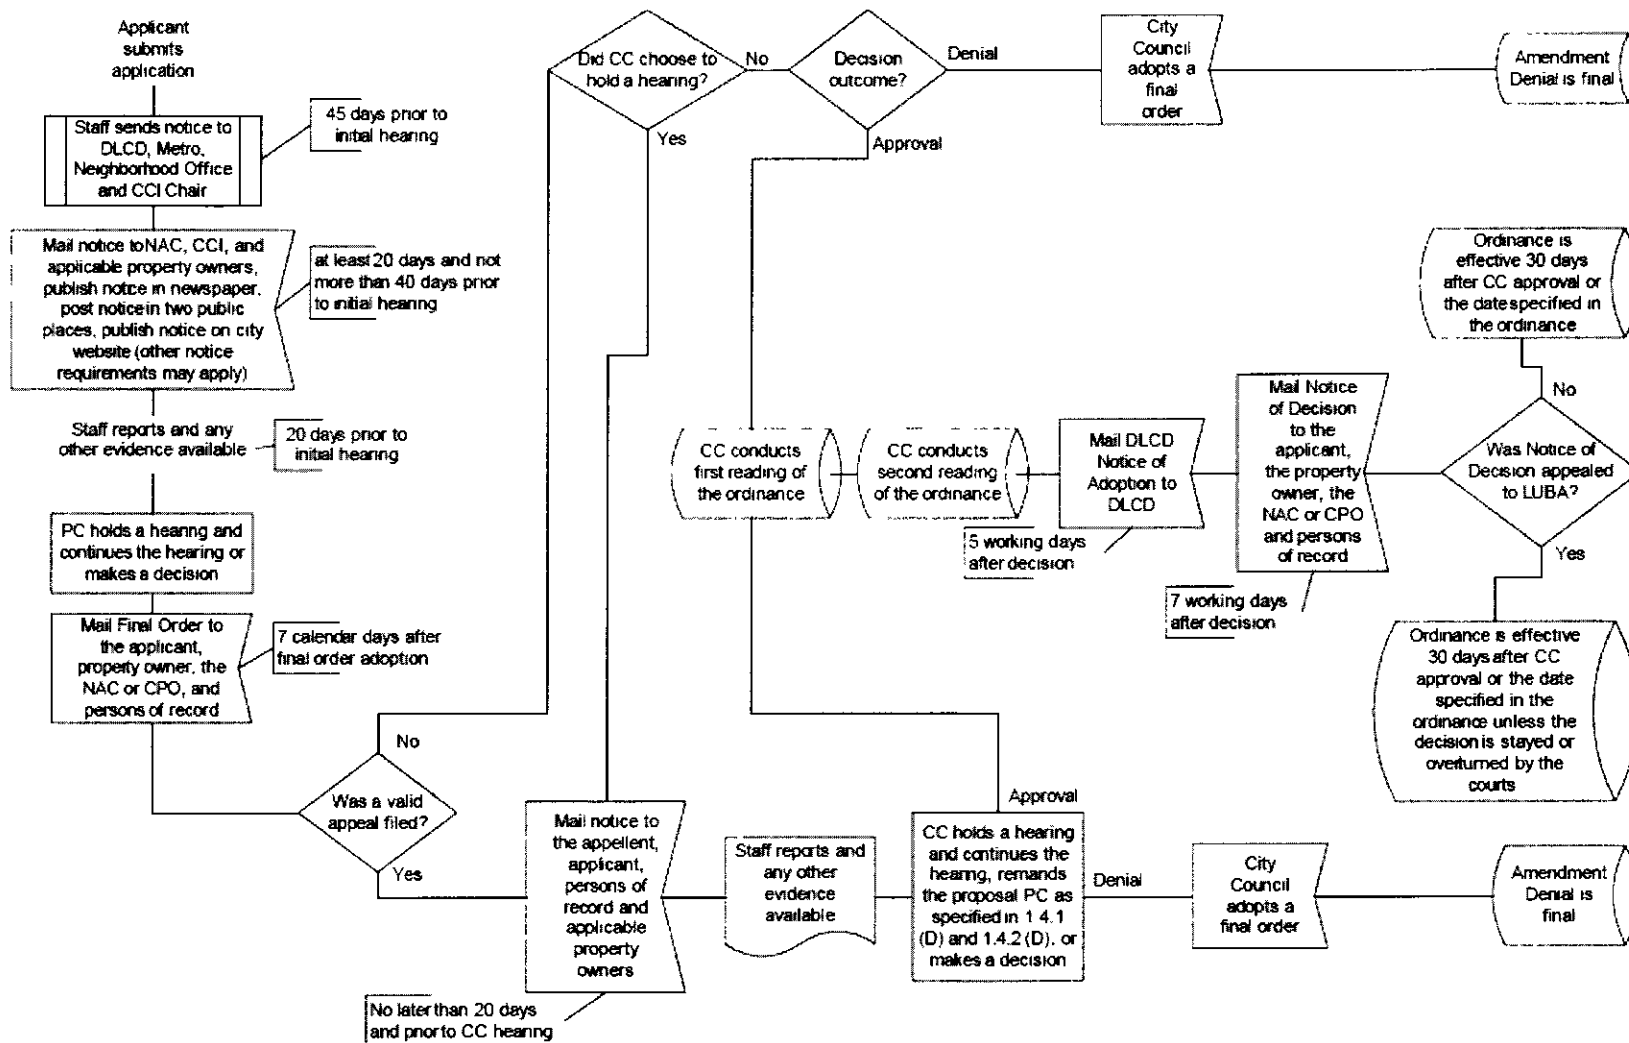 Applicant
submits
application
Staff sends notice to
DLCD, Metro,
Neighborhood Office
and CCI Chair
45 days prior to
initial hearing
Mail notice to NAC, CCI, and
applicable property owners,
publish notice in newspaper,
post notice in two public
places, publish notice on city
website (other notice
requirements may apply)
at least 20 days and not
more than 40 days prior
to initial hearing
Staff reports and any
other evidence available
20 days prior to
initial hearing
PC holds a hearing and
continues the hearing or
makes a decision
Mail Final Order to
the applicant,
property owner, the
NAC or CPO, and
persons of record
7 calendar days after
final order adoption
Was a valid
appeal filed?
No
Yes
Did CC choose to
hold a hearing?
No
Yes
Decision
outcome?
Denial
Approval
City
Council
adopts a
final
order
Amendment
Denial is final
CC conducts
first reading of
the ordinance
CC conducts
second reading
of the ordinance
Mail DLCD
Notice of
Adoption to
DLCD
5 working days
after decision
Mail Notice
of Decision
to the
applicant,
the property
owner, the
NAC or CPO
and persons
of record
7 working days
after decision
Was Notice of
Decision appealed
to LUBA?
No
Yes
Ordinance is
effective 30 days
after CC approval or
the date specified in
the ordinance
Ordinance is effective
30 days after CC
approval or the date
specified in the
ordinance unless the
decision is stayed or
overturned by the
courts
Mail notice to
the appellent,
applicant,
persons of
record and
applicable
property
owners
No later than 20 days
and prior to CC hearing
Staff reports and
any other
evidence
available
Approval
CC holds a hearing
and continues the
hearing, remands
the proposal PC as
specified in 1.4.1
(D) and 1.4.2 (D), or
makes a decision
Denial
City
Council
adopts a
final order
Amendment
Denial is
final